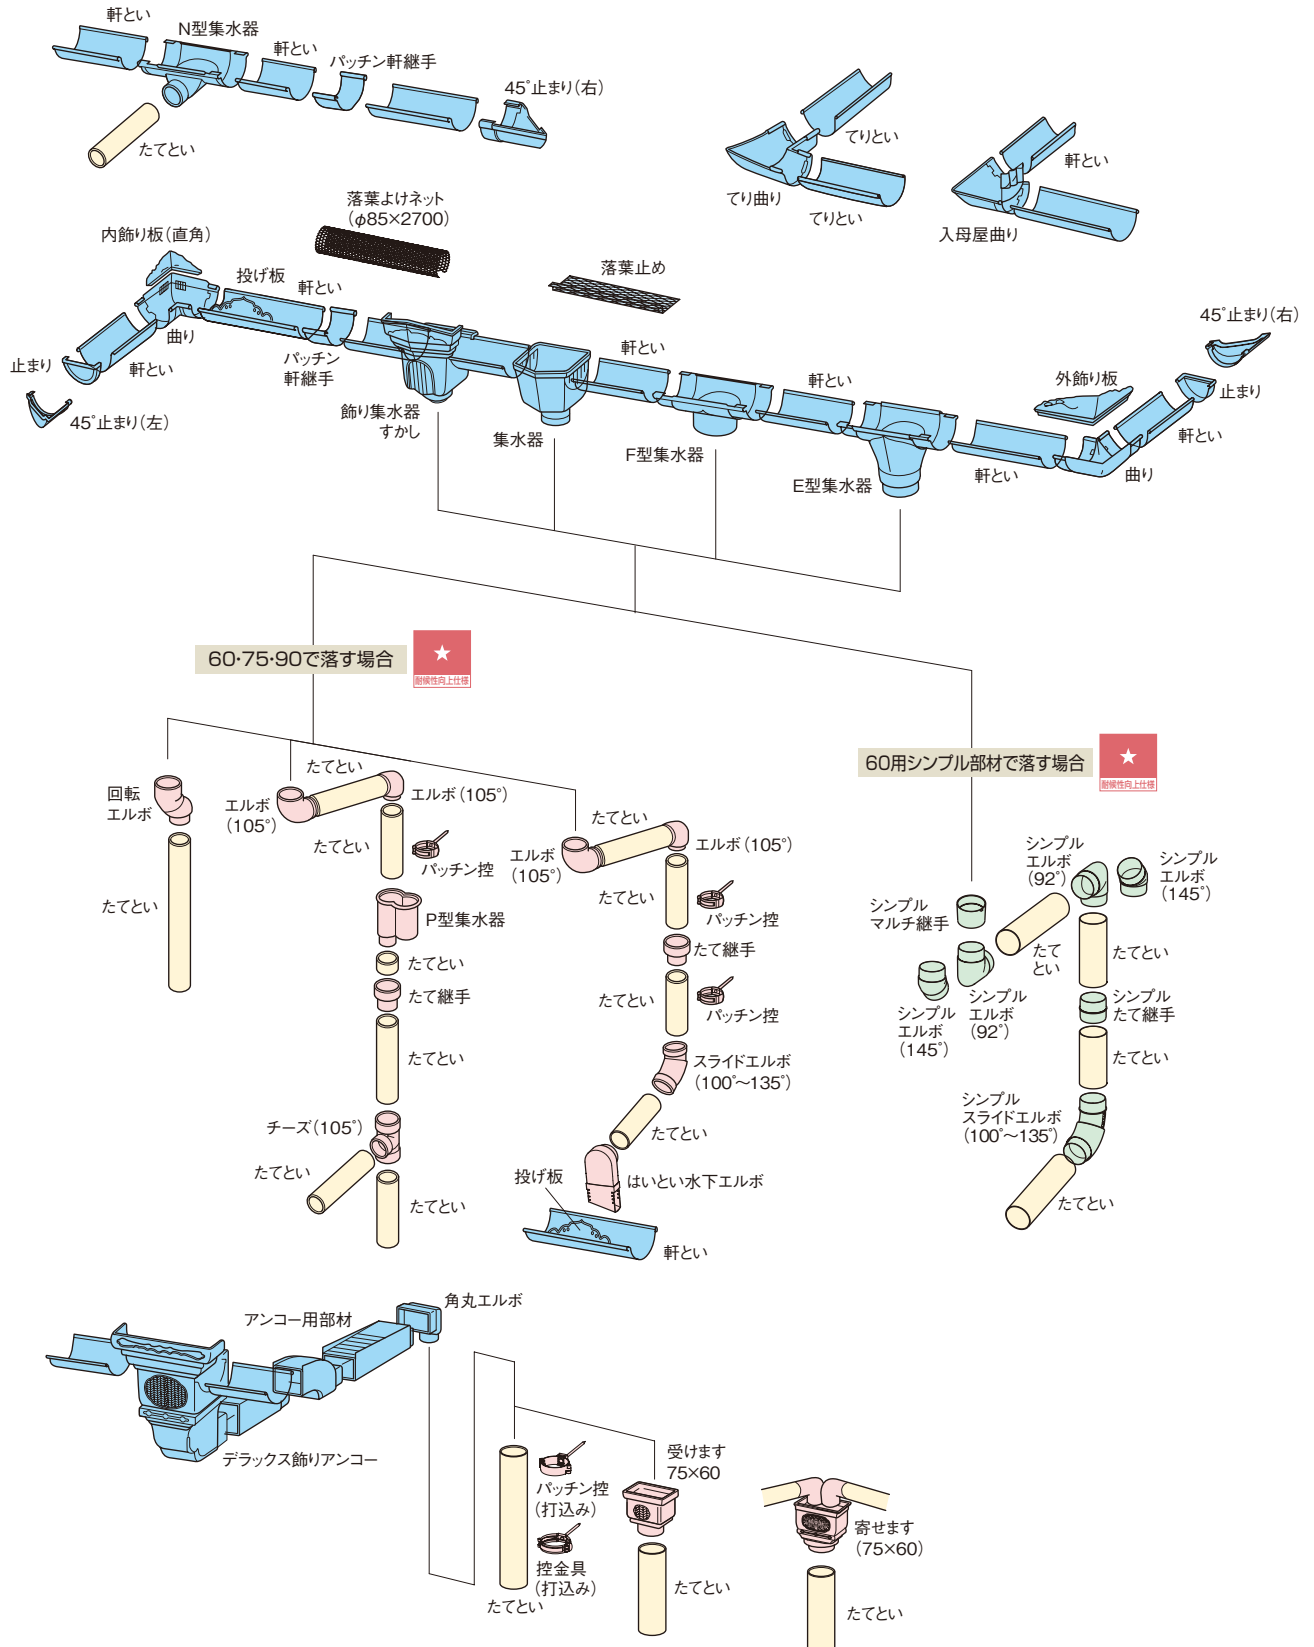 軒とい
N型集水器
軒とい
パッチン軒継手
45°止まり(右)
たてとい
てりとい
てり曲り
てりとい
軒とい
入母屋曲り
落葉よけネット
(φ85×2700)
内飾り板(直角)
投げ板
軒とい
落葉止め
45°止まり(右)
止まり
曲り
軒とい
パッチン
軒継手
軒とい
軒とい
外飾り板
止まり
45°止まり(左)
飾り集水器
すかし
集水器
F型集水器
E型集水器
軒とい
軒とい
曲り
60・75・90で落す場合
耐候性向上仕様
60用シンプル部材で落す場合
耐候性向上仕様
回転
エルボ
たてとい
エルボ
(105°)
たてとい
エルボ(105°)
たてとい
パッチン控
P型集水器
たてとい
たて継手
たてとい
チーズ(105°)
たてとい
たてとい
エルボ
(105°)
たてとい
エルボ(105°)
たてとい
パッチン控
たて継手
たてとい
パッチン控
スライドエルボ
(100°～135°)
たてとい
はいとい水下エルボ
投げ板
軒とい
シンプル
エルボ
(92°)
シンプル
エルボ
(145°)
シンプル
マルチ継手
たて
とい
たてとい
シンプル
エルボ
(145°)
シンプル
エルボ
(92°)
シンプル
たて継手
たてとい
シンプル
スライドエルボ
(100°～135°)
たてとい
アンコー用部材
角丸エルボ
デラックス飾りアンコー
パッチン控
(打込み)
控金具
(打込み)
たてとい
受けます
75×60
たてとい
寄せます
(75×60)
たてとい